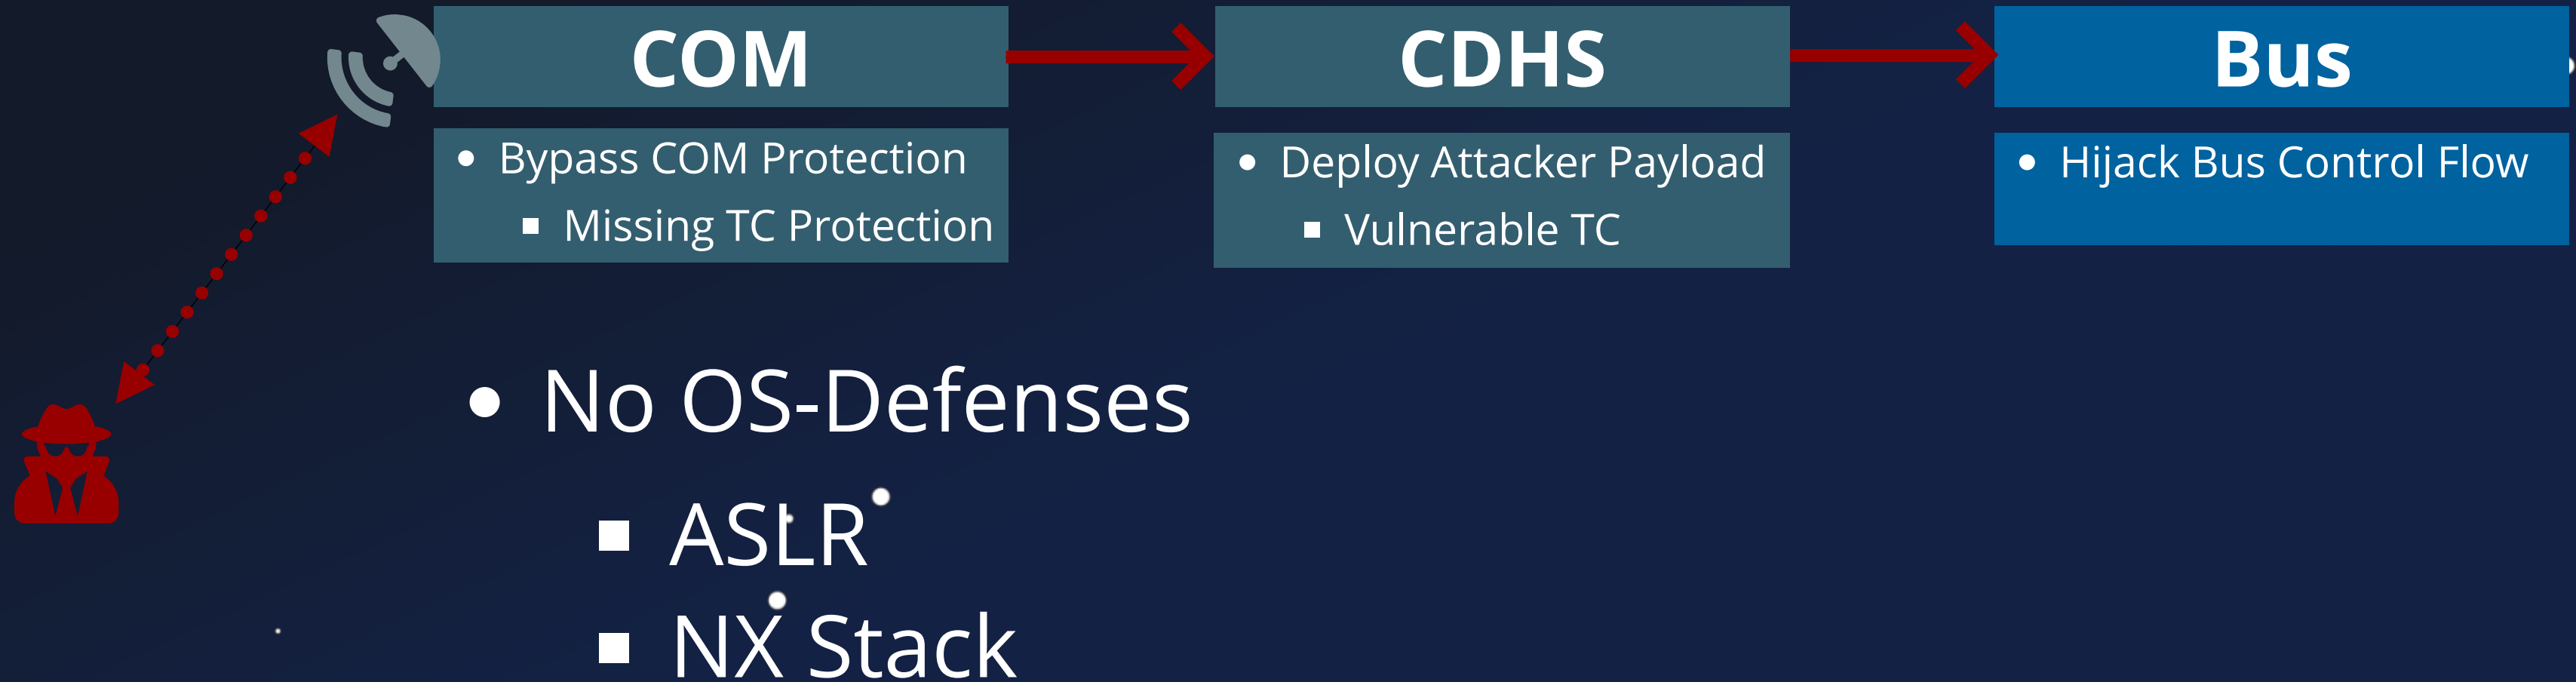 COM
Bypass COM Protection
Missing TC Protection
CDHS
Deploy Attacker Payload
Vulnerable TC
Bus
Hijack Bus Control Flow
No OS-Defenses
ASLR
NX Stack